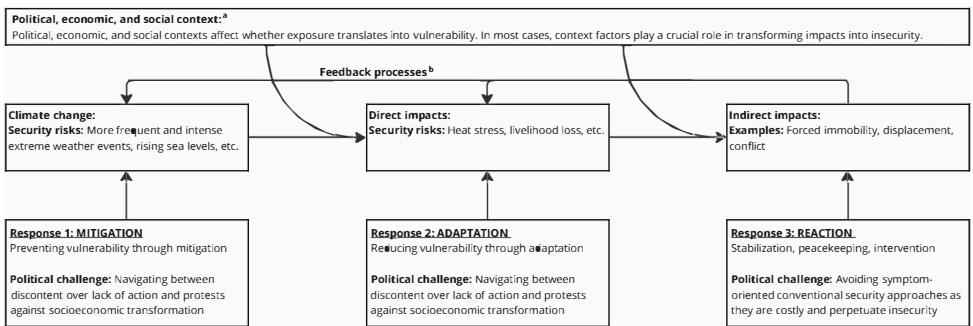 Political, economic, and social context:ᵃ
Political, economic, and social contexts affect whether exposure translates into vulnerability. In most cases, context factors play a crucial role in transforming impacts into insecurity.
Feedback processesᵇ
Climate change:
Security risks: More frequent and intense
extreme weather events, rising sea levels, etc.
Direct impacts:
Security risks: Heat stress, livelihood loss, etc.
Indirect impacts:
Examples: Forced immobility, displacement,
conflict
Response 1: MITIGATION
Preventing vulnerability through mitigation
Political challenge: Navigating between
discontent over lack of action and protests
against socioeconomic transformation
Response 2: ADAPTATION
Reducing vulnerability through adaptation
Political challenge: Navigating between
discontent over lack of action and protests
against socioeconomic transformation
Response 3: REACTION
Stabilization, peacekeeping, intervention
Political challenge: Avoiding symptom-
oriented conventional security approaches as
they are costly and perpetuate insecurity